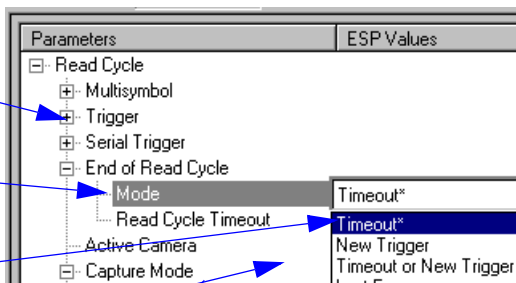 Parameters ESP Values
Read Cycle
Multisymbol
Trigger
Serial Trigger
End of Read Cycle
Mode Timeout*
Read Cycle Timeout Timeout*
New Trigger
Active Camera
Timeout or New Trigger
Capture Mode